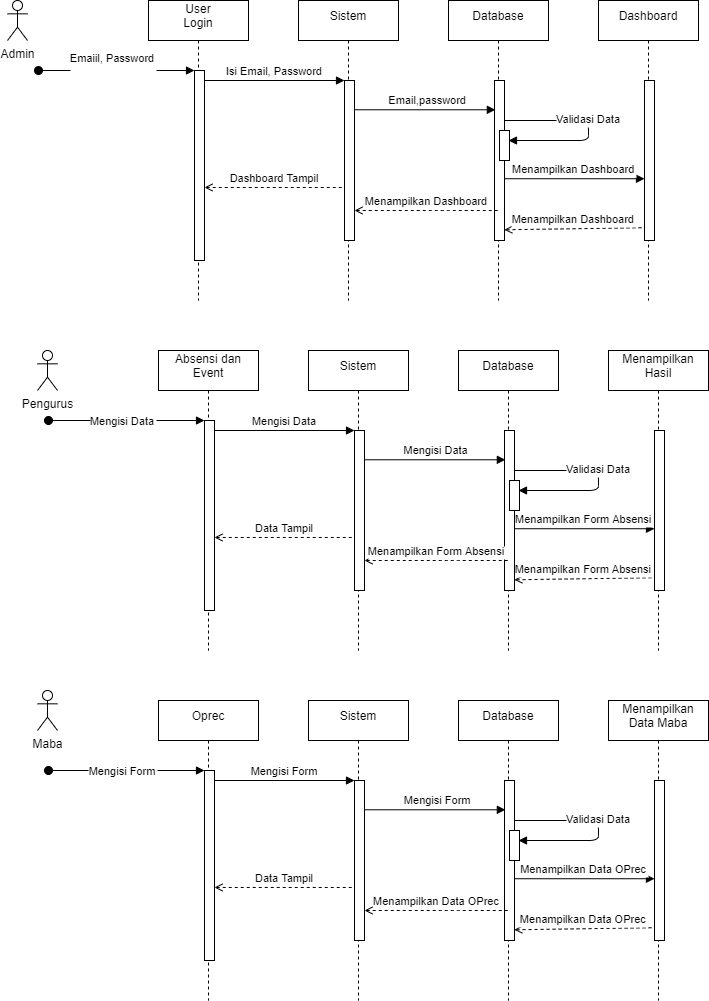 User
Login
Sistem
Database
Dashboard
Admin
Emaiil, Password
Isi Email, Password
Email,password
Validasi Data
Menampilkan Dashboard
Dashboard Tampil
Menampilkan Dashboard
Menampilkan Dashboard
Absensi dan
Event
Sistem
Database
Menampilkan
Hasil
Pengurus
Mengisi Data
Mengisi Data
Mengisi Data
Validasi Data
Menampilkan Form Absensi
Data Tampil
Menampilkan Form Absensi
Menampilkan Form Absensi
Oprec
Sistem
Database
Menampilkan
Data Maba
Maba
Mengisi Form
Mengisi Form
Mengisi Form
Validasi Data
Menampilkan Data OPrec
Data Tampil
Menampilkan Data OPrec
Menampilkan Data OPrec